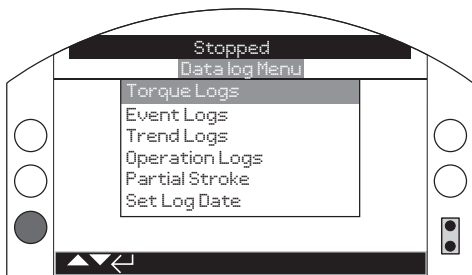 Stopped
Data log Menu
Torque Logs
Event Logs
Trend Logs
Operation Logs
Partial Stroke
Set Log Date